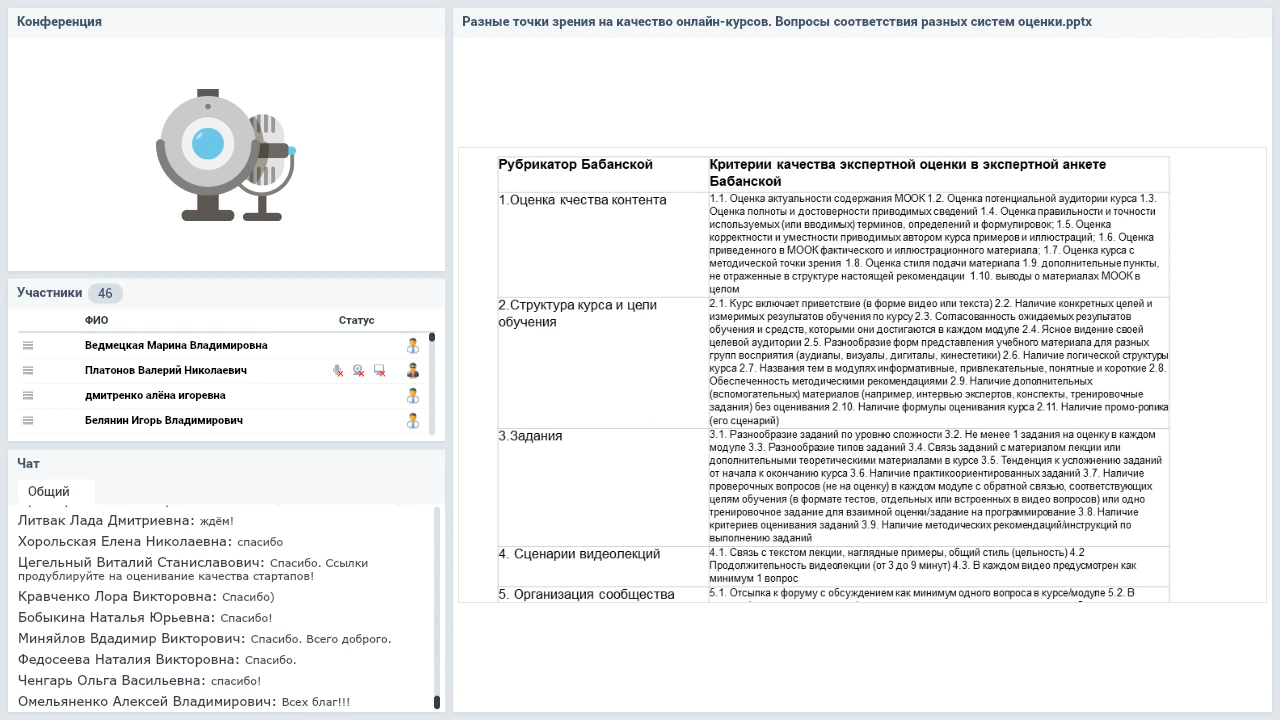 Конференция
Участники 46
ФИО Статус
Ведмецкая Марина Владимировна
Платонов Валерий Николаевич
дмитренко алёна игоревна
Белянин Игорь Владимирович
Чат
Общий
Литвак Лада Дмитриевна: ждём!
Хорольская Елена Николаевна: спасибо
Цегельный Виталий Станиславович: Спасибо. Ссылки
продублируйте на оценивание качества стартапов!
Кравченко Лора Викторовна: Спасибо)
Бобыкина Наталья Юрьевна: Спасибо!
Миняйлов Вдадимир Викторович: Спасибо. Всего доброго.
Федосеева Наталия Викторовна: Спасибо.
Ченгарь Ольга Васильевна: спасибо!
Омельяненко Алексей Владимирович: Всех благ!!!
Разные точки зрения на качество онлайн-курсов. Вопросы соответствия разных систем оценки.pptx
Рубрикатор Бабанской
Критерии качества экспертной оценки в экспертной анкете
Бабанской
1.Оценка кчества контента
1.1. Оценка актуальности содержания МООК 1.2. Оценка потенциальной аудитории курса 1.3.
Оценка полноты и достоверности приводимых сведений 1.4. Оценка правильности и точности
используемых (или вводимых) терминов, определений и формулировок; 1.5. Оценка
корректности и уместности приводимых автором курса примеров и иллюстраций; 1.6. Оценка
приведенного в МООК фактического и иллюстрационного материала; 1.7. Оценка курса с
методической точки зрения 1.8. Оценка стиля подачи материала 1.9. дополнительные пункты,
не отраженные в структуре настоящей рекомендации 1.10. выводы о материалах МООК в
целом
2.Структура курса и цели
обучения
2.1. Курс включает приветствие (в форме видео или текста) 2.2. Наличие конкретных целей и
измеримых результатов обучения по курсу 2.3. Согласованность ожидаемых результатов
обучения и средств, которыми они достигаются в каждом модуле 2.4. Ясное видение своей
целевой аудитории 2.5. Разнообразие форм представления учебного материала для разных
групп восприятия (аудиалы, визуалы, дигиталы, кинестетики) 2.6. Наличие логической структуры
курса 2.7. Названия тем в модулях информативные, привлекательные, понятные и короткие 2.8.
Обеспеченность методическими рекомендациями 2.9. Наличие дополнительных
(вспомогательных) материалов (например, интервью экспертов, конспекты, тренировочные
задания) без оценивания 2.10. Наличие формулы оценивания курса 2.11. Наличие промо-ролика
(его сценарий)
3.Задания
3.1. Разнообразие заданий по уровню сложности 3.2. Не менее 1 задания на оценку в каждом
модуле 3.3. Разнообразие типов заданий 3.4. Связь заданий с материалом лекции или
дополнительными теоретическими материалами в курсе 3.5. Тенденция к усложнению заданий
от начала к окончанию курса 3.6. Наличие практикоориентированных заданий 3.7. Наличие
проверочных вопросов (не на оценку) в каждом модуле с обратной связью, соответствующих
целям обучения (в формате тестов, отдельных или встроенных в видео вопросов) или одно
тренировочное задание для взаимной оценки/задание на программирование 3.8. Наличие
критериев оценивания заданий 3.9. Наличие методических рекомендаций/инструкций по
выполнению заданий
4. Сценарии видеолекций
4.1. Связь с текстом лекции, наглядные примеры, общий стиль (цельность) 4.2
Продолжительность видеолекции (от 3 до 9 минут) 4.3. В каждом видео предусмотрен как
минимум 1 вопрос
5. Организация сообщества
5.1. Отсылка к форуму с обсуждением как минимум одного вопроса в курсе/модуле 5.2. В